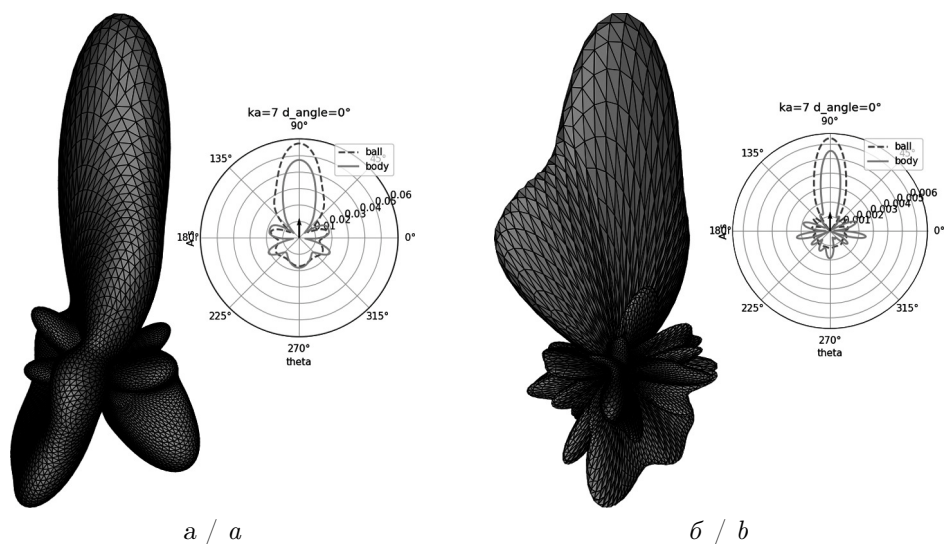 ka=7 d_angle=0°
90°
135°
45°
ball
body
0.06
0.05
0.04
0.03
0.02
0.01
180°
0°
225°
315°
270°
theta
ka=7 d_angle=0°
90°
135°
45°
ball
body
0.006
0.005
0.004
0.003
0.002
0.001
180°
0°
225°
315°
270°
theta
а / a
б / b